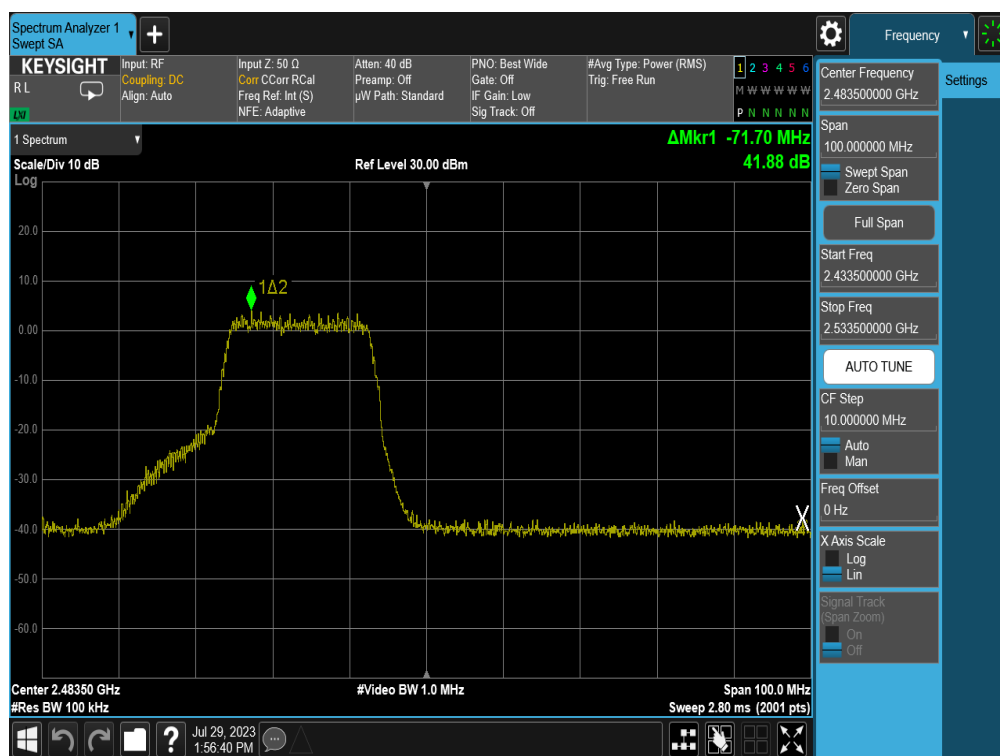 Spectrum Analyzer 1
Swept SA
Frequency
KEYSIGHT
R L
LXI
Input: RF
Coupling: DC
Align: Auto
Input Z: 50 Ω
Corr CCorr RCal
Freq Ref: Int (S)
NFE: Adaptive
Atten: 40 dB
Preamp: Off
µW Path: Standard
PNO: Best Wide
Gate: Off
IF Gain: Low
Sig Track: Off
#Avg Type: Power (RMS)
Trig: Free Run
1 2 3 4 5 6
M W W W W W
P N N N N N
1 Spectrum
Scale/Div 10 dB
Log
Ref Level 30.00 dBm
ΔMkr1 -71.70 MHz
41.88 dB
20.0
10.0
0.00
-10.0
-20.0
-30.0
-40.0
-50.0
-60.0
1Δ2
X
Center 2.48350 GHz
#Res BW 100 kHz
#Video BW 1.0 MHz
Span 100.0 MHz
Sweep 2.80 ms (2001 pts)
Jul 29, 2023
1:56:40 PM
Settings
Center Frequency
2.483500000 GHz
Span
100.000000 MHz
Swept Span
Zero Span
Full Span
Start Freq
2.433500000 GHz
Stop Freq
2.533500000 GHz
AUTO TUNE
CF Step
10.000000 MHz
Auto
Man
Freq Offset
0 Hz
X Axis Scale
Log
Lin
Signal Track
(Span Zoom)
On
Off